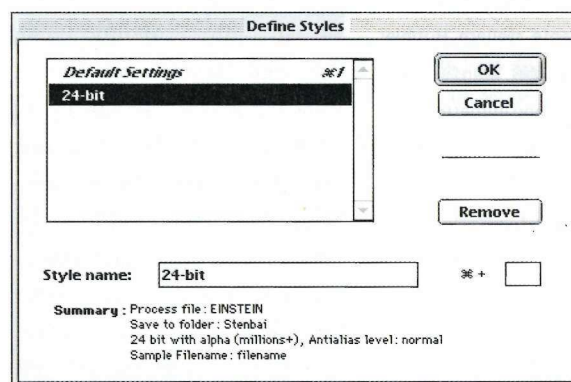 Define Styles
Default Settings ⌘1
24-bit
OK
Cancel
Remove
Style name: 24-bit ⌘ +
Summary : Process file : EINSTEIN
Save to folder : Stenbai
24 bit with alpha (millions+), Antialias level : normal
Sample Filename : filename